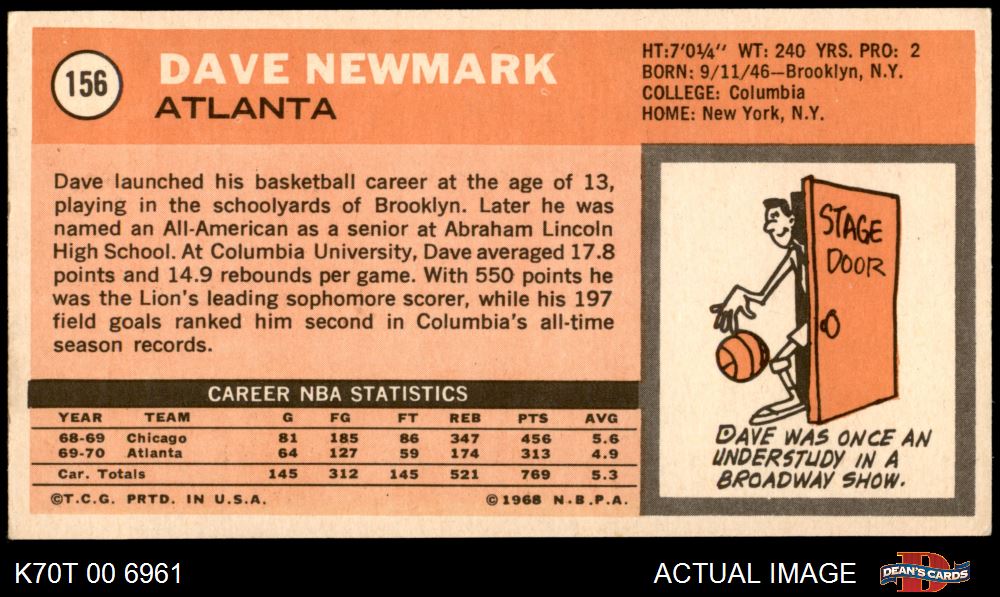 156
DAVE NEWMARK
ATLANTA
HT:7'0¼" WT: 240 YRS. PRO: 2
BORN: 9/11/46—Brooklyn, N.Y.
COLLEGE: Columbia
HOME: New York, N.Y.
Dave launched his basketball career at the age of 13,
playing in the schoolyards of Brooklyn. Later he was
named an All-American as a senior at Abraham Lincoln
High School. At Columbia University, Dave averaged 17.8
points and 14.9 rebounds per game. With 550 points he
was the Lion's leading sophomore scorer, while his 197
field goals ranked him second in Columbia's all-time
season records.
STAGE
DOOR
DAVE WAS ONCE AN
UNDERSTUDY IN A
BROADWAY SHOW.
CAREER NBA STATISTICS
YEAR TEAM G FG FT REB PTS AVG
68-69 Chicago 81 185 86 347 456 5.6
69-70 Atlanta 64 127 59 174 313 4.9
Car. Totals 145 312 145 521 769 5.3
©T.C.G. PRTD. IN U.S.A. ©1968 N.B.P.A.
K70T 00 6961
ACTUAL IMAGE
D
DEAN'S CARDS